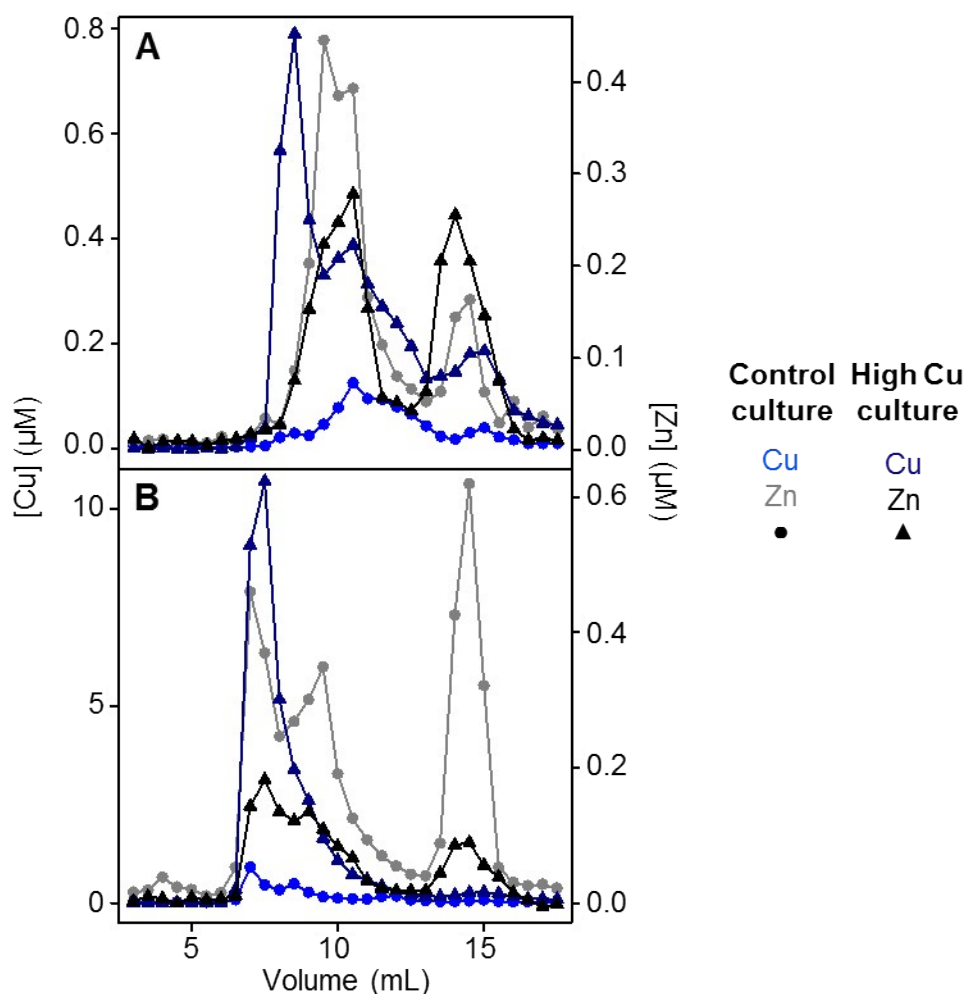 A
0.8
0.6
0.4
0.2
0.0
0.4
0.3
0.2
0.1
0.0
B
10
5
0
0.6
0.4
0.2
0.0
5
10
15
[Cu] (μM)
[Zn] (μM)
Volume (mL)
Control High Cu
culture culture
Cu Cu
Zn Zn